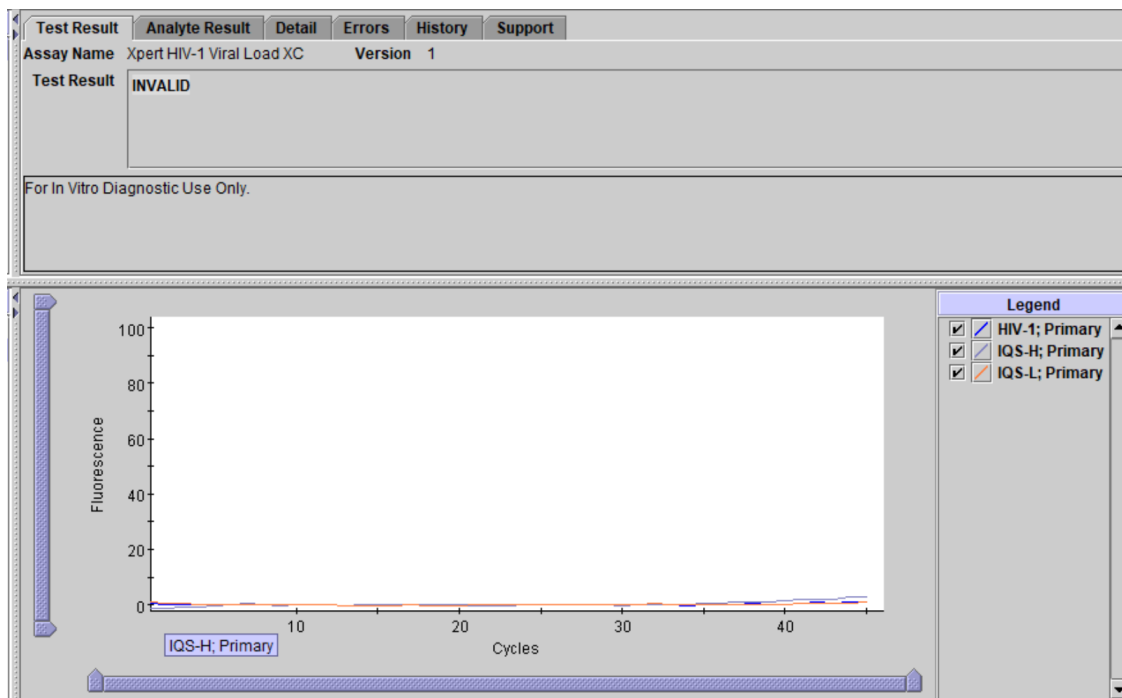 Test Result Analyte Result Detail Errors History Support
Assay Name Xpert HIV-1 Viral Load XC Version 1
Test Result INVALID
For In Vitro Diagnostic Use Only.
Legend
HIV-1; Primary
IQS-H; Primary
IQS-L; Primary
100
80
60
40
20
0
Fluorescence
10 20 30 40
IQS-H; Primary
Cycles